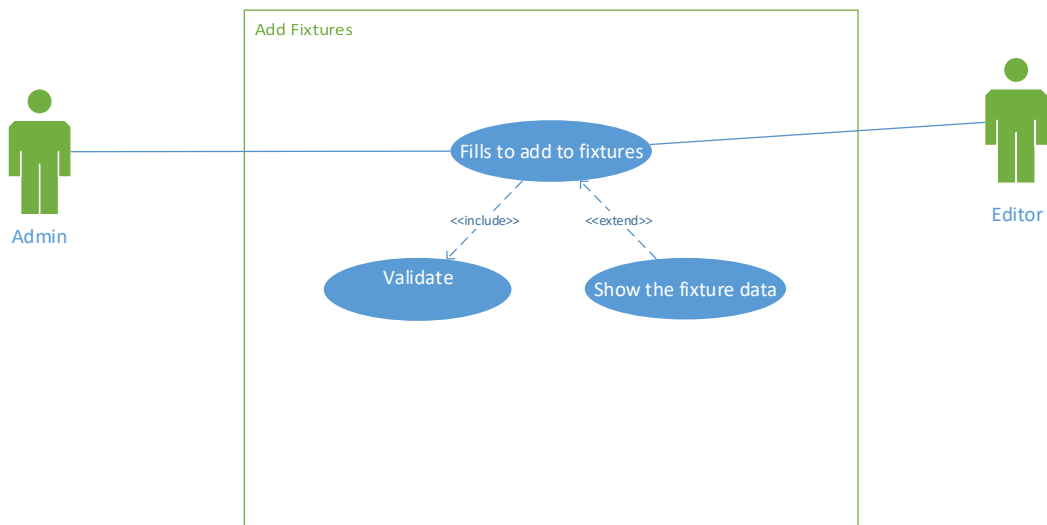 Add Fixtures
Fills to add to fixtures
Admin
Editor
<<include>>
<<extend>>
Validate
Show the fixture data